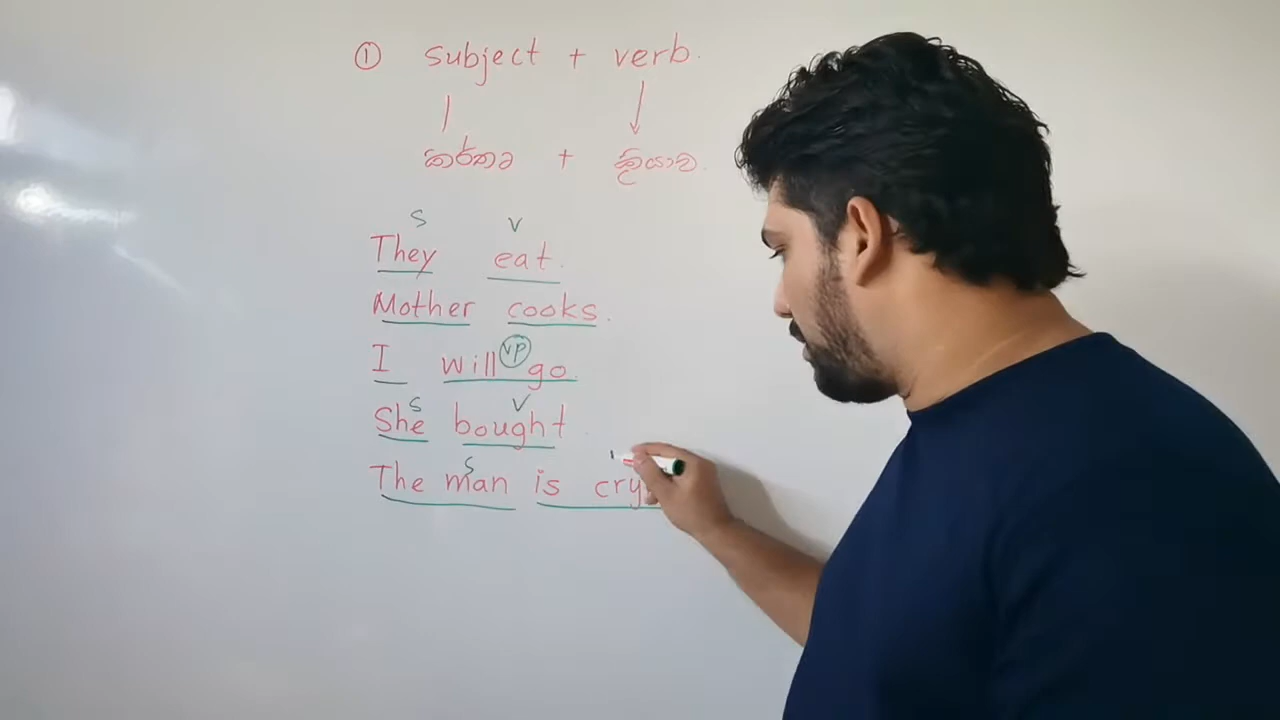 ① subject + verb.
කර්තෘ + ක්‍රියාව.
S V
They eat.
Mother cooks.
VP
I will go.
S V
She bought.
S
The man is cry